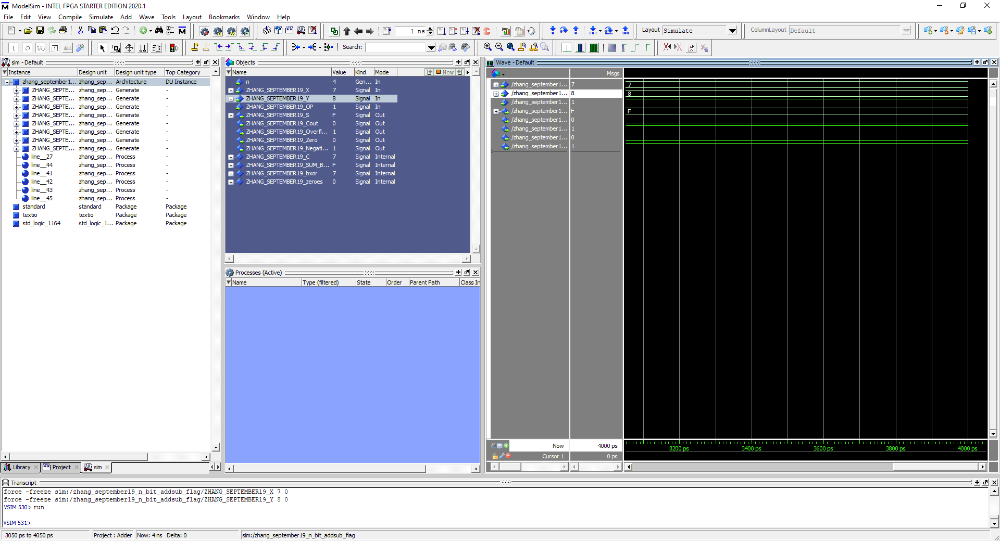 ModelSim - INTEL FPGA STARTER EDITION 2020.1
File Edit View Compile Simulate Add Wave Tools Layout Bookmarks Window Help
1 ns
Layout Simulate
ColumnLayout Default
ALL
Search:
sim - Default
Instance Design unit Design unit type Top Category
zhang_september1... zhang_sep... Architecture DU Instance
ZHANG_SEPTE... zhang_sep... Generate -
ZHANG_SEPTE... zhang_sep... Generate -
ZHANG_SEPTE... zhang_sep... Generate -
ZHANG_SEPTE... zhang_sep... Generate -
ZHANG_SEPTE... zhang_sep... Generate -
ZHANG_SEPTE... zhang_sep... Generate -
ZHANG_SEPTE... zhang_sep... Generate -
ZHANG_SEPTE... zhang_sep... Generate -
line__27 zhang_sep... Process -
line__44 zhang_sep... Process -
line__41 zhang_sep... Process -
line__42 zhang_sep... Process -
line__43 zhang_sep... Process -
line__45 zhang_sep... Process -
standard standard Package Package
textio textio Package Package
std_logic_1164 std_logic_1... Package Package
Library Project sim
Objects
Name Value Kind Mode Now
n 4 Gen... In
ZHANG_SEPTEMBER19_X 7 Signal In
ZHANG_SEPTEMBER19_Y 8 Signal In
ZHANG_SEPTEMBER19_OP 1 Signal In
ZHANG_SEPTEMBER19_S F Signal Out
ZHANG_SEPTEMBER19_Cout 0 Signal Out
ZHANG_SEPTEMBER19_Overfl... 1 Signal Out
ZHANG_SEPTEMBER19_Zero 0 Signal Out
ZHANG_SEPTEMBER19_Negati... 1 Signal Out
ZHANG_SEPTEMBER19_C 7 Signal Internal
ZHANG_SEPTEMBER19_SUM_B... F Signal Internal
ZHANG_SEPTEMBER19_bxor 7 Signal Internal
ZHANG_SEPTEMBER19_zeroes 0 Signal Internal
Processes (Active)
Name Type (filtered) State Order Parent Path Class In
Wave - Default
Msgs
/zhang_september1... 7 7
/zhang_september1... 8 8
/zhang_september1... 1
/zhang_september1... F F
/zhang_september1... 0
/zhang_september1... 1
/zhang_september1... 0
/zhang_september1... 1
Now 4000 ps 3200 ps 3400 ps 3600 ps 3800 ps 4000 ps
Cursor 1 0 ps
Transcript
force -freeze sim:/zhang_september19_n_bit_addsub_flag/ZHANG_SEPTEMBER19_X 7 0
force -freeze sim:/zhang_september19_n_bit_addsub_flag/ZHANG_SEPTEMBER19_Y 8 0
VSIM 530> run
VSIM 531>
3050 ps to 4050 ps Project : Adder Now: 4 ns Delta: 0 sim:/zhang_september19_n_bit_addsub_flag